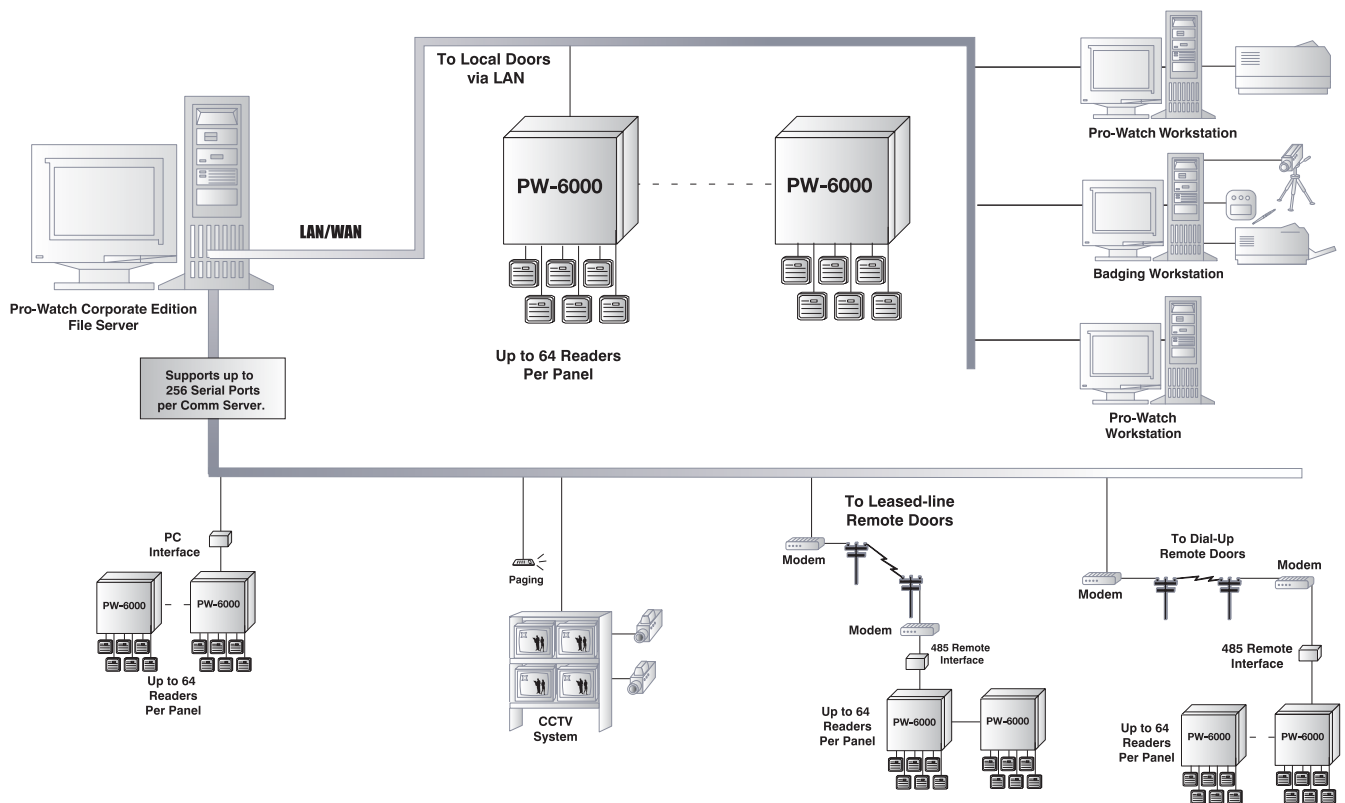 To Local Doors
via LAN
PW-6000
PW-6000
Pro-Watch Workstation
LAN/WAN
Badging Workstation
Pro-Watch Corporate Edition
File Server
Up to 64 Readers
Per Panel
Supports up to
256 Serial Ports
per Comm Server.
Pro-Watch
Workstation
PC
Interface
PW-6000
PW-6000
Up to 64
Readers
Per Panel
Paging
CCTV
System
To Leased-line
Remote Doors
Modem
Modem
485 Remote
Interface
Up to 64
Readers
Per Panel
PW-6000
PW-6000
To Dial-Up
Remote Doors
Modem
Modem
485 Remote
Interface
Up to 64
Readers
Per Panel
PW-6000
PW-6000